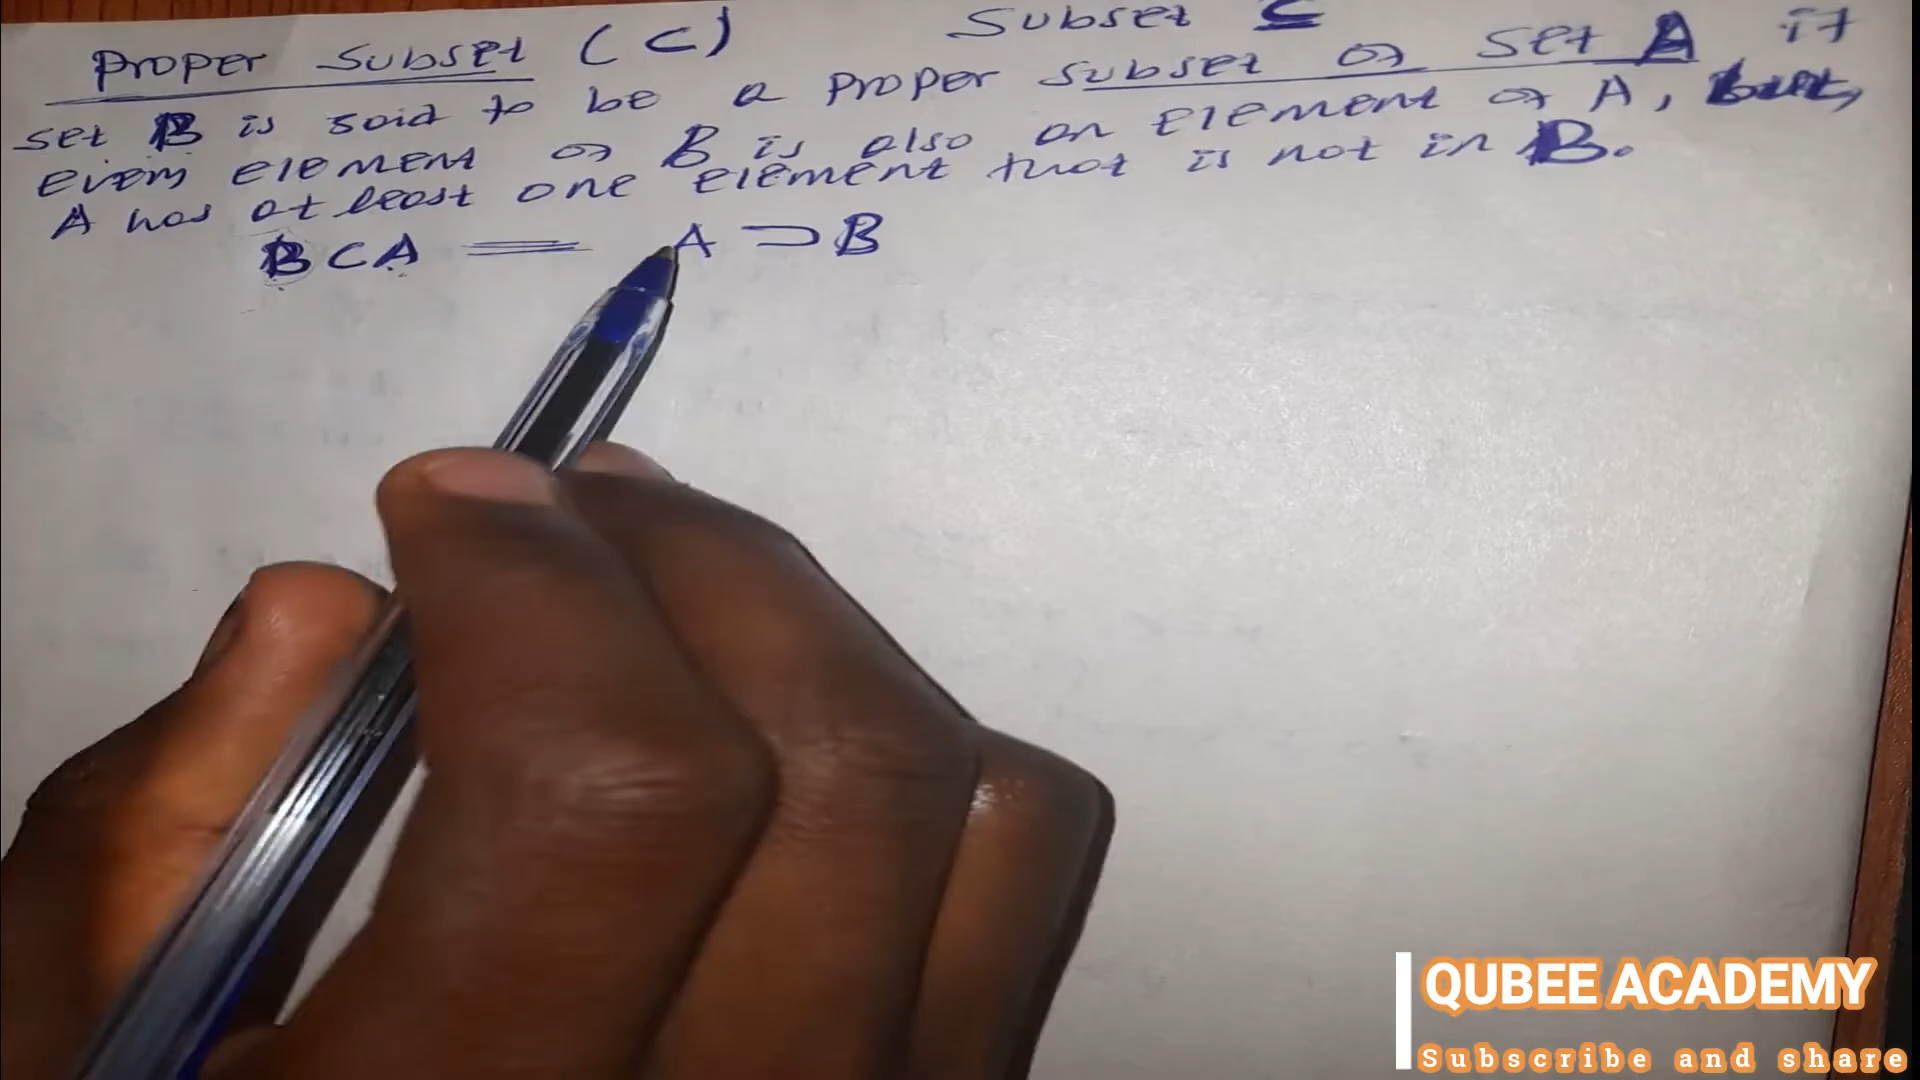 Proper Subset (⊂) Subset ⊆
Set B is said to be a proper subset of set A if
every element of B is also an element of A, but,
A has at least one element that is not in B.
B⊂A = A ⊃ B
QUBEE ACADEMY
Subscribe and share